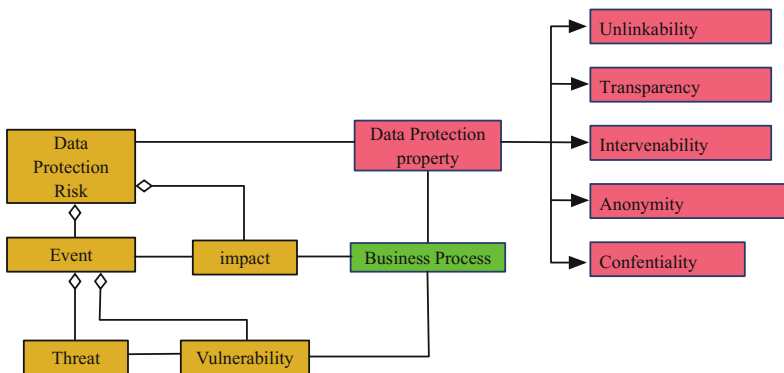 Unlinkability
Transparency
Data
Protection
Risk
Data Protection
property
Intervenability
Anonymity
Event
impact
Business Process
Confentiality
Threat
Vulnerability